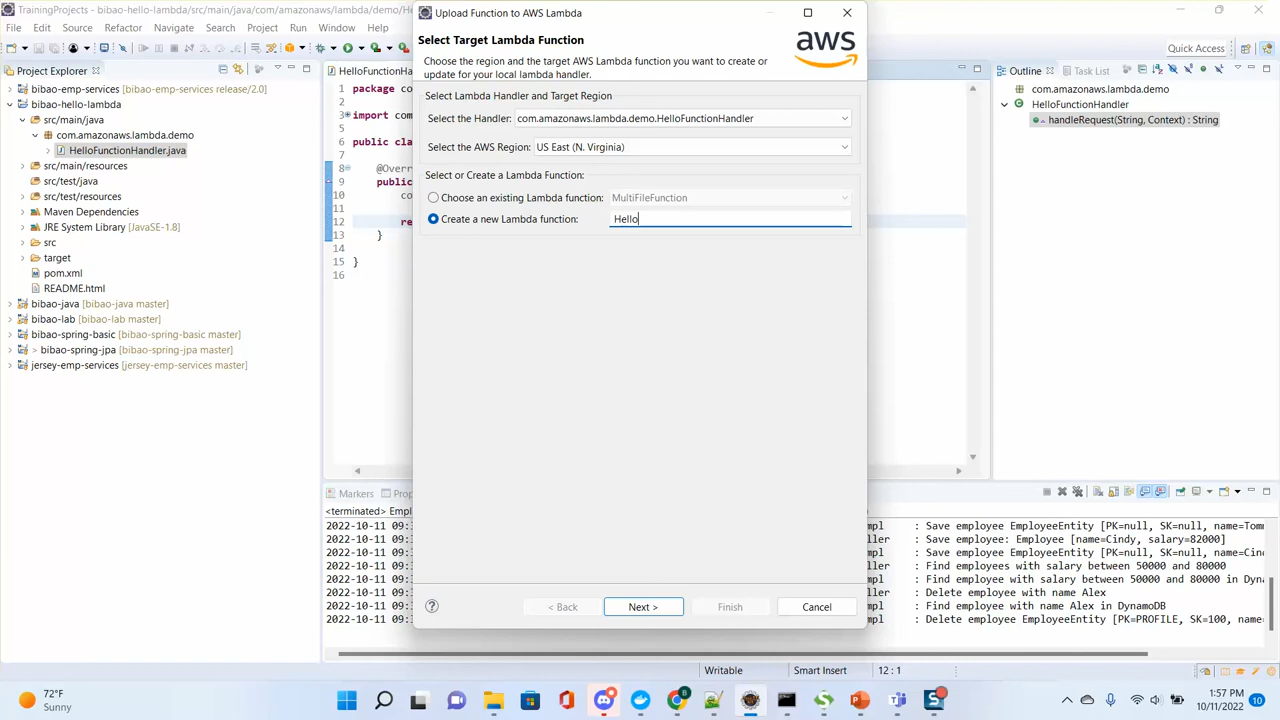 TrainingProjects - bibao-hello-lambda/src/main/java/com/amazonaws/lambda/demo/He
Upload Function to AWS Lambda
File Edit Source Refactor Navigate Search Project Run Window Help
Quick Access
Project Explorer
bibao-emp-services [bibao-emp-services release/2.0]
bibao-hello-lambda
src/main/java
com.amazonaws.lambda.demo
HelloFunctionHandler.java
src/main/resources
src/test/java
src/test/resources
Maven Dependencies
JRE System Library [JavaSE-1.8]
src
target
pom.xml
README.html
bibao-java [bibao-java master]
bibao-lab [bibao-lab master]
bibao-spring-basic [bibao-spring-basic master]
> bibao-spring-jpa [bibao-spring-jpa master]
jersey-emp-services [jersey-emp-services master]
HelloFunctionHa
1 package co
2
3 import com
6
7 public cla
8 @Overr
9 public
10 co
11
12 re
13 }
14
15 }
16
Select Target Lambda Function
Choose the region and the target AWS Lambda function you want to create or
update for your local lambda handler.
aws
Select Lambda Handler and Target Region
Select the Handler: com.amazonaws.lambda.demo.HelloFunctionHandler
Select the AWS Region: US East (N. Virginia)
Select or Create a Lambda Function:
Choose an existing Lambda function: MultiFileFunction
Create a new Lambda function: Hello
< Back Next > Finish Cancel
Outline Task List
com.amazonaws.lambda.demo
HelloFunctionHandler
handleRequest(String, Context) : String
Markers Prop
<terminated> Empl
2022-10-11 09:3 mpl : Save employee EmployeeEntity [PK=null, SK=null, name=Tomm
2022-10-11 09:3 ller : Save employee: Employee [name=Cindy, salary=82000]
2022-10-11 09:3 mpl : Save employee EmployeeEntity [PK=null, SK=null, name=Cind
2022-10-11 09:3 ller : Find employees with salary between 50000 and 80000
2022-10-11 09:3 mpl : Find employee with salary between 50000 and 80000 in Dyna
2022-10-11 09:3 ller : Delete employee with name Alex
2022-10-11 09:3 mpl : Find employee with name Alex in DynamoDB
2022-10-11 09:3 mpl : Delete employee EmployeeEntity [PK=PROFILE, SK=100, name
Writable Smart Insert 12 : 1
72°F
Sunny
1:57 PM
10/11/2022
10